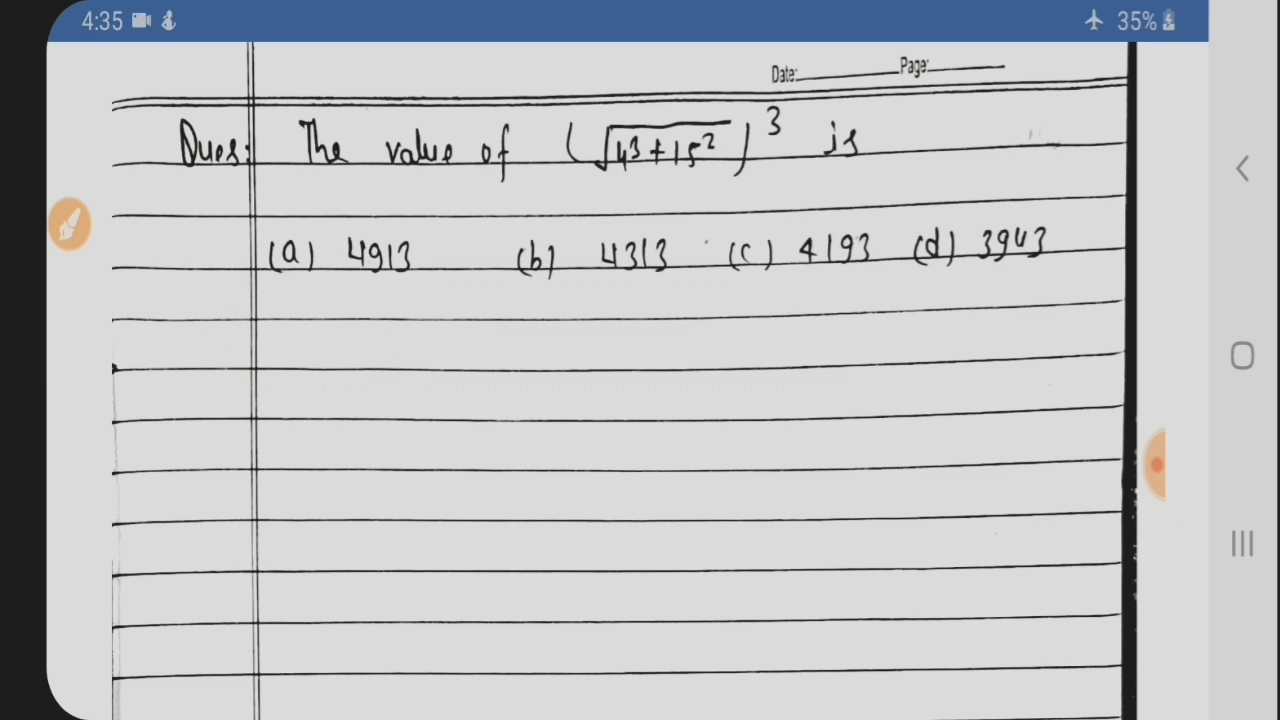 4:35
35%
Date: Page:
Ques: The value of (√4³+15²)³ is
(a) 4913 (b) 4313 (c) 4193 (d) 3943